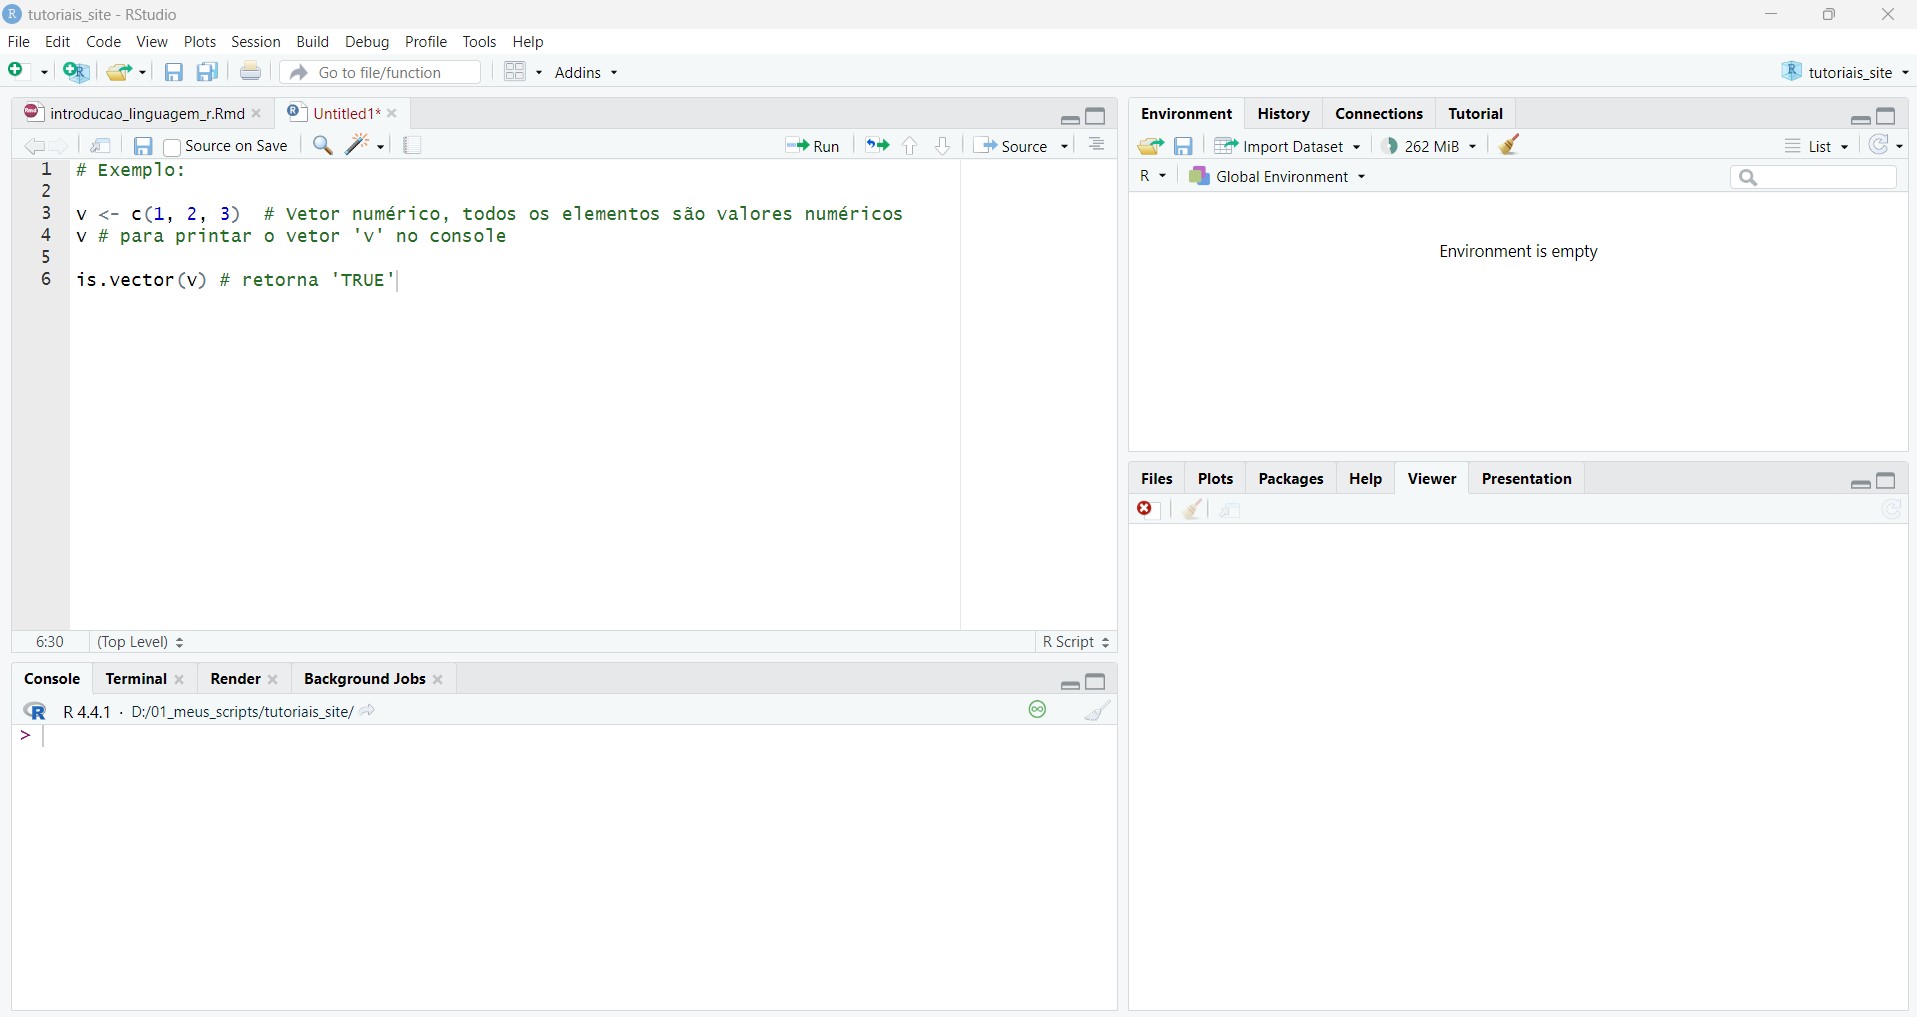 tutoriais_site - RStudio
File Edit Code View Plots Session Build Debug Profile Tools Help
Go to file/function Addins tutoriais_site
introducao_linguagem_r.Rmd Untitled1*
Source on Save Run Source
1 # Exemplo:
2
3 v <- c(1, 2, 3) # Vetor numérico, todos os elementos são valores numéricos
4 v # para printar o vetor 'v' no console
5
6 is.vector(v) # retorna 'TRUE'
6:30 (Top Level) R Script
Console Terminal Render Background Jobs
R 4.4.1 · D:/01_meus_scripts/tutoriais_site/
>
Environment History Connections Tutorial
Import Dataset 262 MiB List
R Global Environment
Environment is empty
Files Plots Packages Help Viewer Presentation